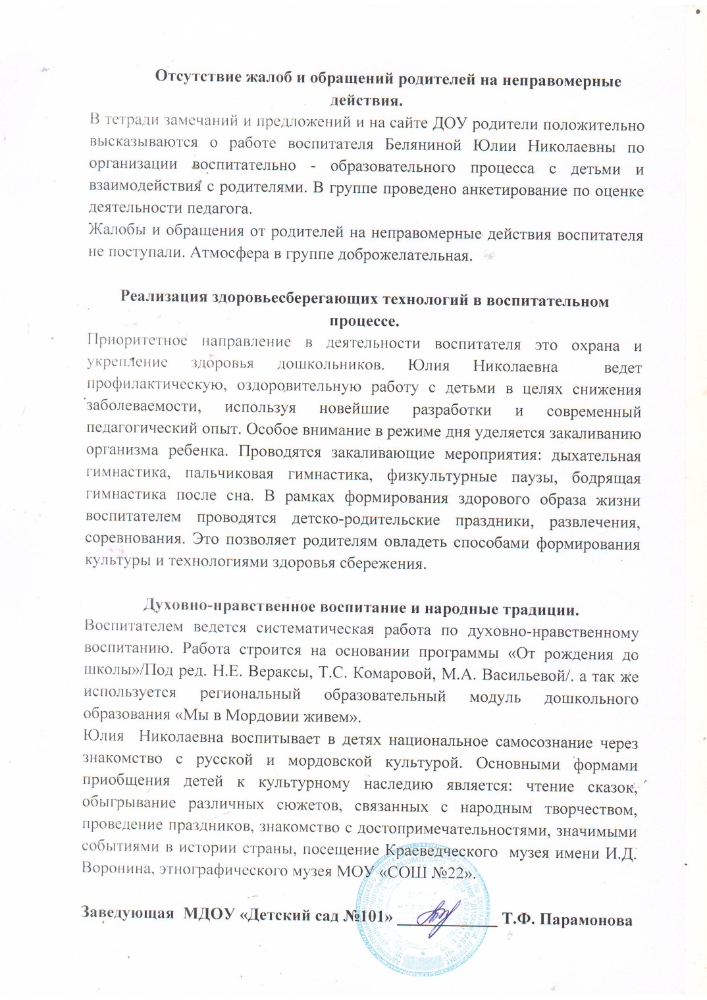 Отсутствие жалоб и обращений родителей на неправомерные
действия.
В тетради замечаний и предложений и на сайте ДОУ родители положительно
высказываются о работе воспитателя Беляниной Юлии Николаевны по
организации воспитательно - образовательного процесса с детьми и
взаимодействия с родителями. В группе проведено анкетирование по оценке
деятельности педагога.
Жалобы и обращения от родителей на неправомерные действия воспитателя
не поступали. Атмосфера в группе доброжелательная.
Реализация здоровьесберегающих технологий в воспитательном
процессе.
Приоритетное направление в деятельности воспитателя это охрана и
укрепление здоровья дошкольников. Юлия Николаевна ведет
профилактическую, оздоровительную работу с детьми в целях снижения
заболеваемости, используя новейшие разработки и современный
педагогический опыт. Особое внимание в режиме дня уделяется закаливанию
организма ребенка. Проводятся закаливающие мероприятия: дыхательная
гимнастика, пальчиковая гимнастика, физкультурные паузы, бодрящая
гимнастика после сна. В рамках формирования здорового образа жизни
воспитателем проводятся детско-родительские праздники, развлечения,
соревнования. Это позволяет родителям овладеть способами формирования
культуры и технологиями здоровья сбережения.
Духовно-нравственное воспитание и народные традиции.
Воспитателем ведется систематическая работа по духовно-нравственному
воспитанию. Работа строится на основании программы «От рождения до
школы»/Под ред. Н.Е. Вераксы, Т.С. Комаровой, М.А. Васильевой/. а так же
используется региональный образовательный модуль дошкольного
образования «Мы в Мордовии живем».
Юлия Николаевна воспитывает в детях национальное самосознание через
знакомство с русской и мордовской культурой. Основными формами
приобщения детей к культурному наследию является: чтение сказок,
обыгрывание различных сюжетов, связанных с народным творчеством,
проведение праздников, знакомство с достопримечательностями, значимыми
событиями в истории страны, посещение Краеведческого музея имени И.Д.
Воронина, этнографического музея МОУ «СОШ №22».
Заведующая МДОУ «Детский сад №101» ____________ Т.Ф. Парамонова